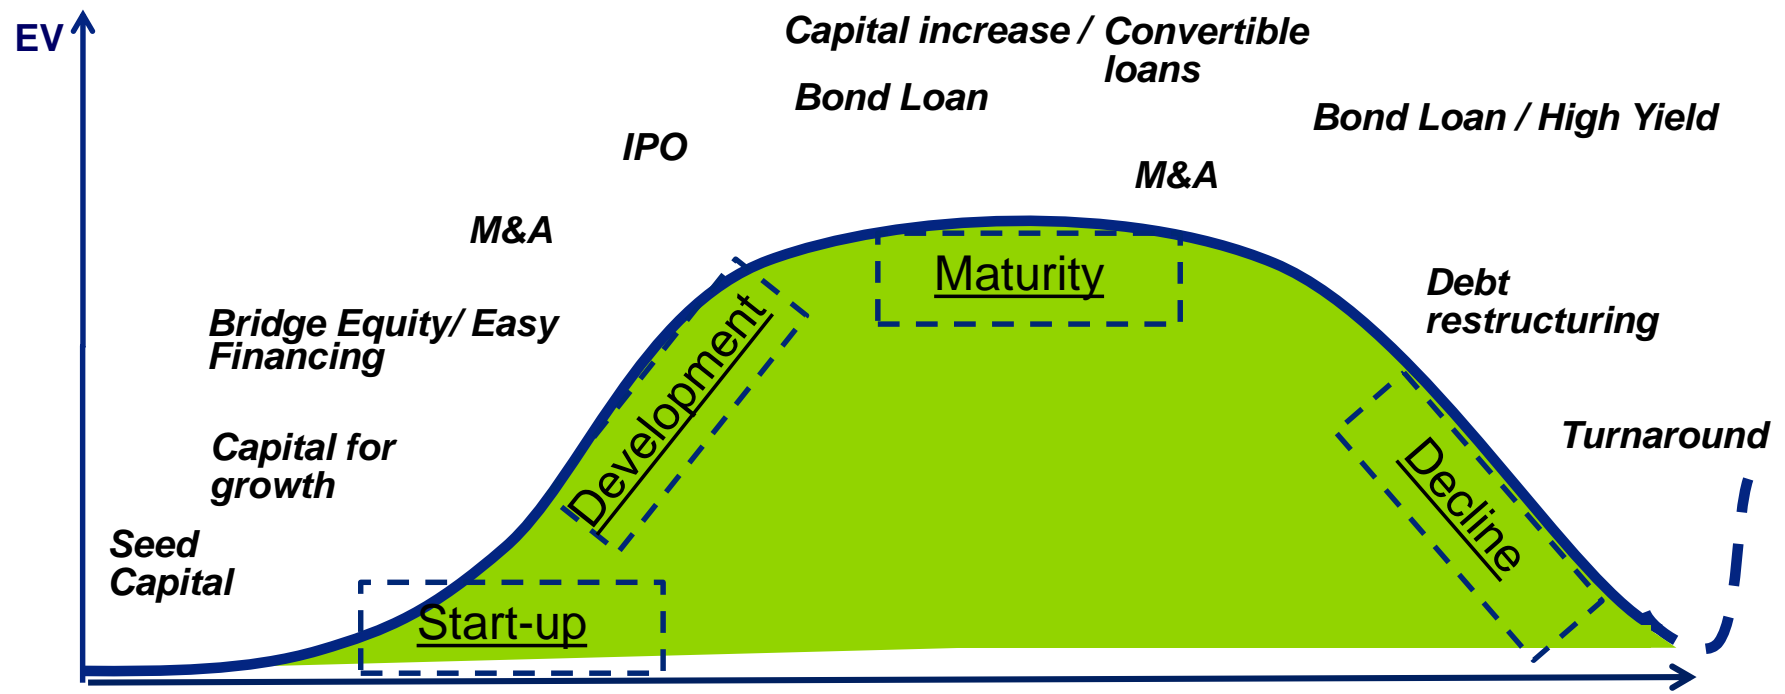 EV
Capital increase / Convertible
loans
Bond Loan
Bond Loan / High Yield
IPO
M&A
M&A
Maturity
Debt
restructuring
Bridge Equity/ Easy
Financing
Development
Capital for
growth
Turnaround
Decline
Seed
Capital
Start-up